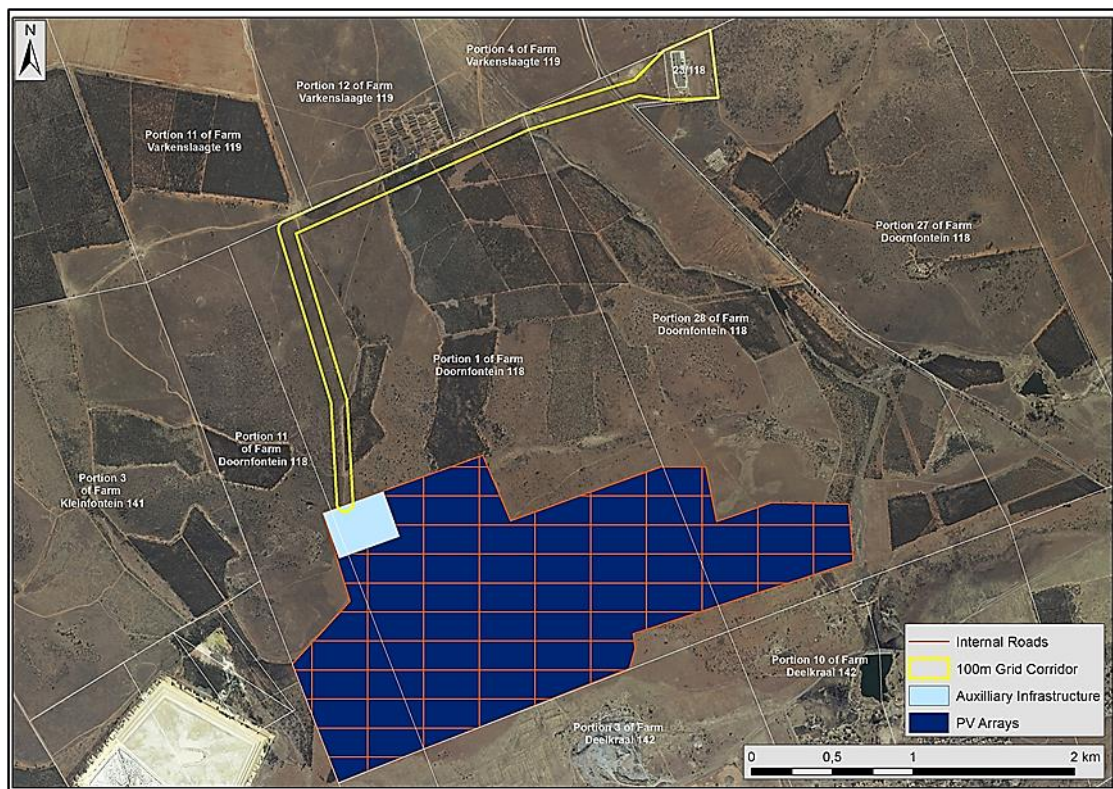 N
Portion 4 of Farm
Varkenslaagte 119
23/118
Portion 12 of Farm
Varkenslaagte 119
Portion 11 of Farm
Varkenslaagte 119
Portion 27 of Farm
Doornfontein 118
Portion 28 of Farm
Doornfontein 118
Portion 1 of Farm
Doornfontein 118
Portion 11
of Farm
Doornfontein 118
Portion 3
of Farm
Kleinfontein 141
Portion 10 of Farm
Deelkraal 142
Portion 3 of Farm
Deelkraal 142
Internal Roads
100m Grid Corridor
Auxilliary Infrastructure
PV Arrays
0 0,5 1 2 km